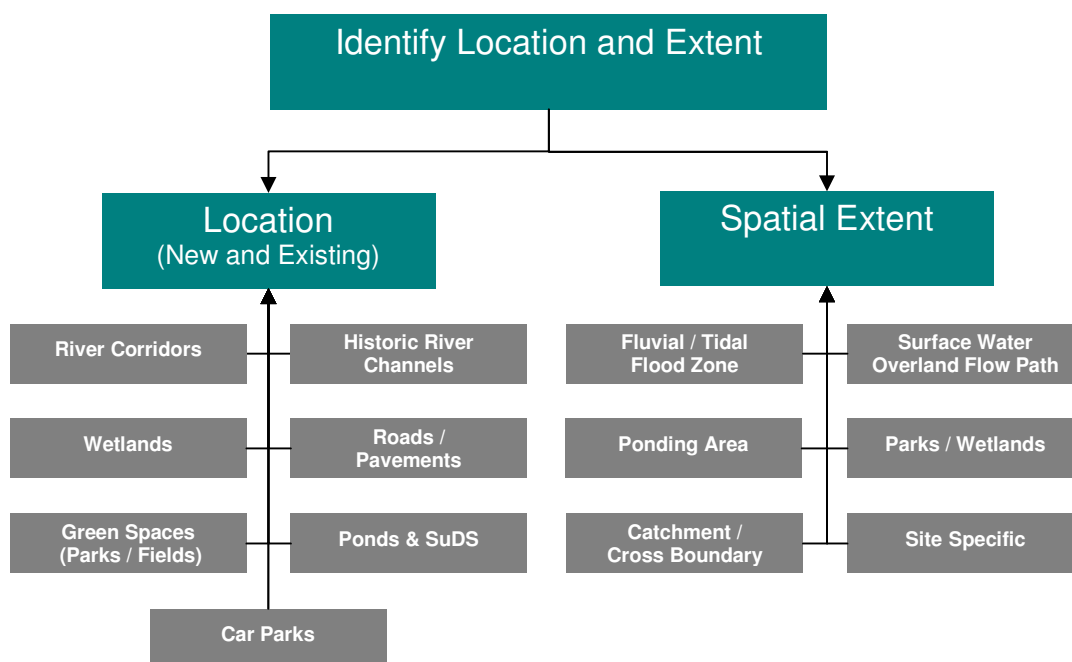 Identify Location and Extent
Location
(New and Existing)
Spatial Extent
River Corridors
Historic River
Channels
Fluvial / Tidal
Flood Zone
Surface Water
Overland Flow Path
Wetlands
Roads /
Pavements
Ponding Area
Parks / Wetlands
Green Spaces
(Parks / Fields)
Ponds & SuDS
Catchment /
Cross Boundary
Site Specific
Car Parks